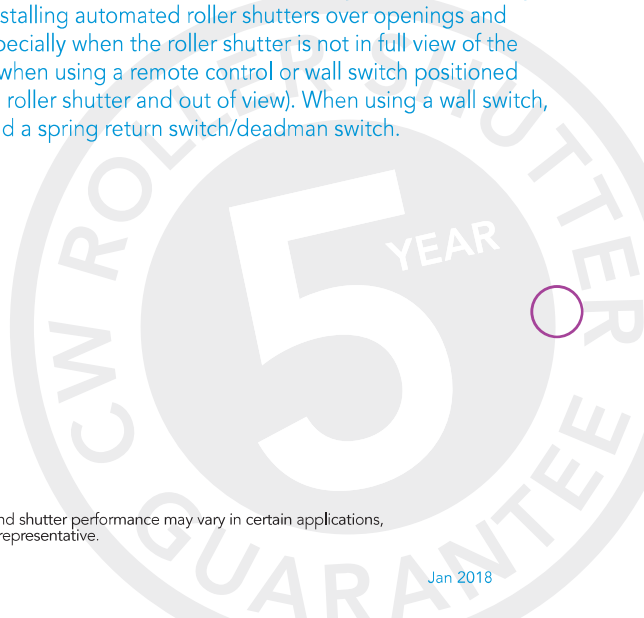 stalling automated roller shutters over openings and
pecially when the roller shutter is not in full view of the
when using a remote control or wall switch positioned
roller shutter and out of view). When using a wall switch,
d a spring return switch/deadman switch.
CW ROLLER SHUTTER
5
YEAR
GUARANTEE
nd shutter performance may vary in certain applications,
representative.
Jan 2018